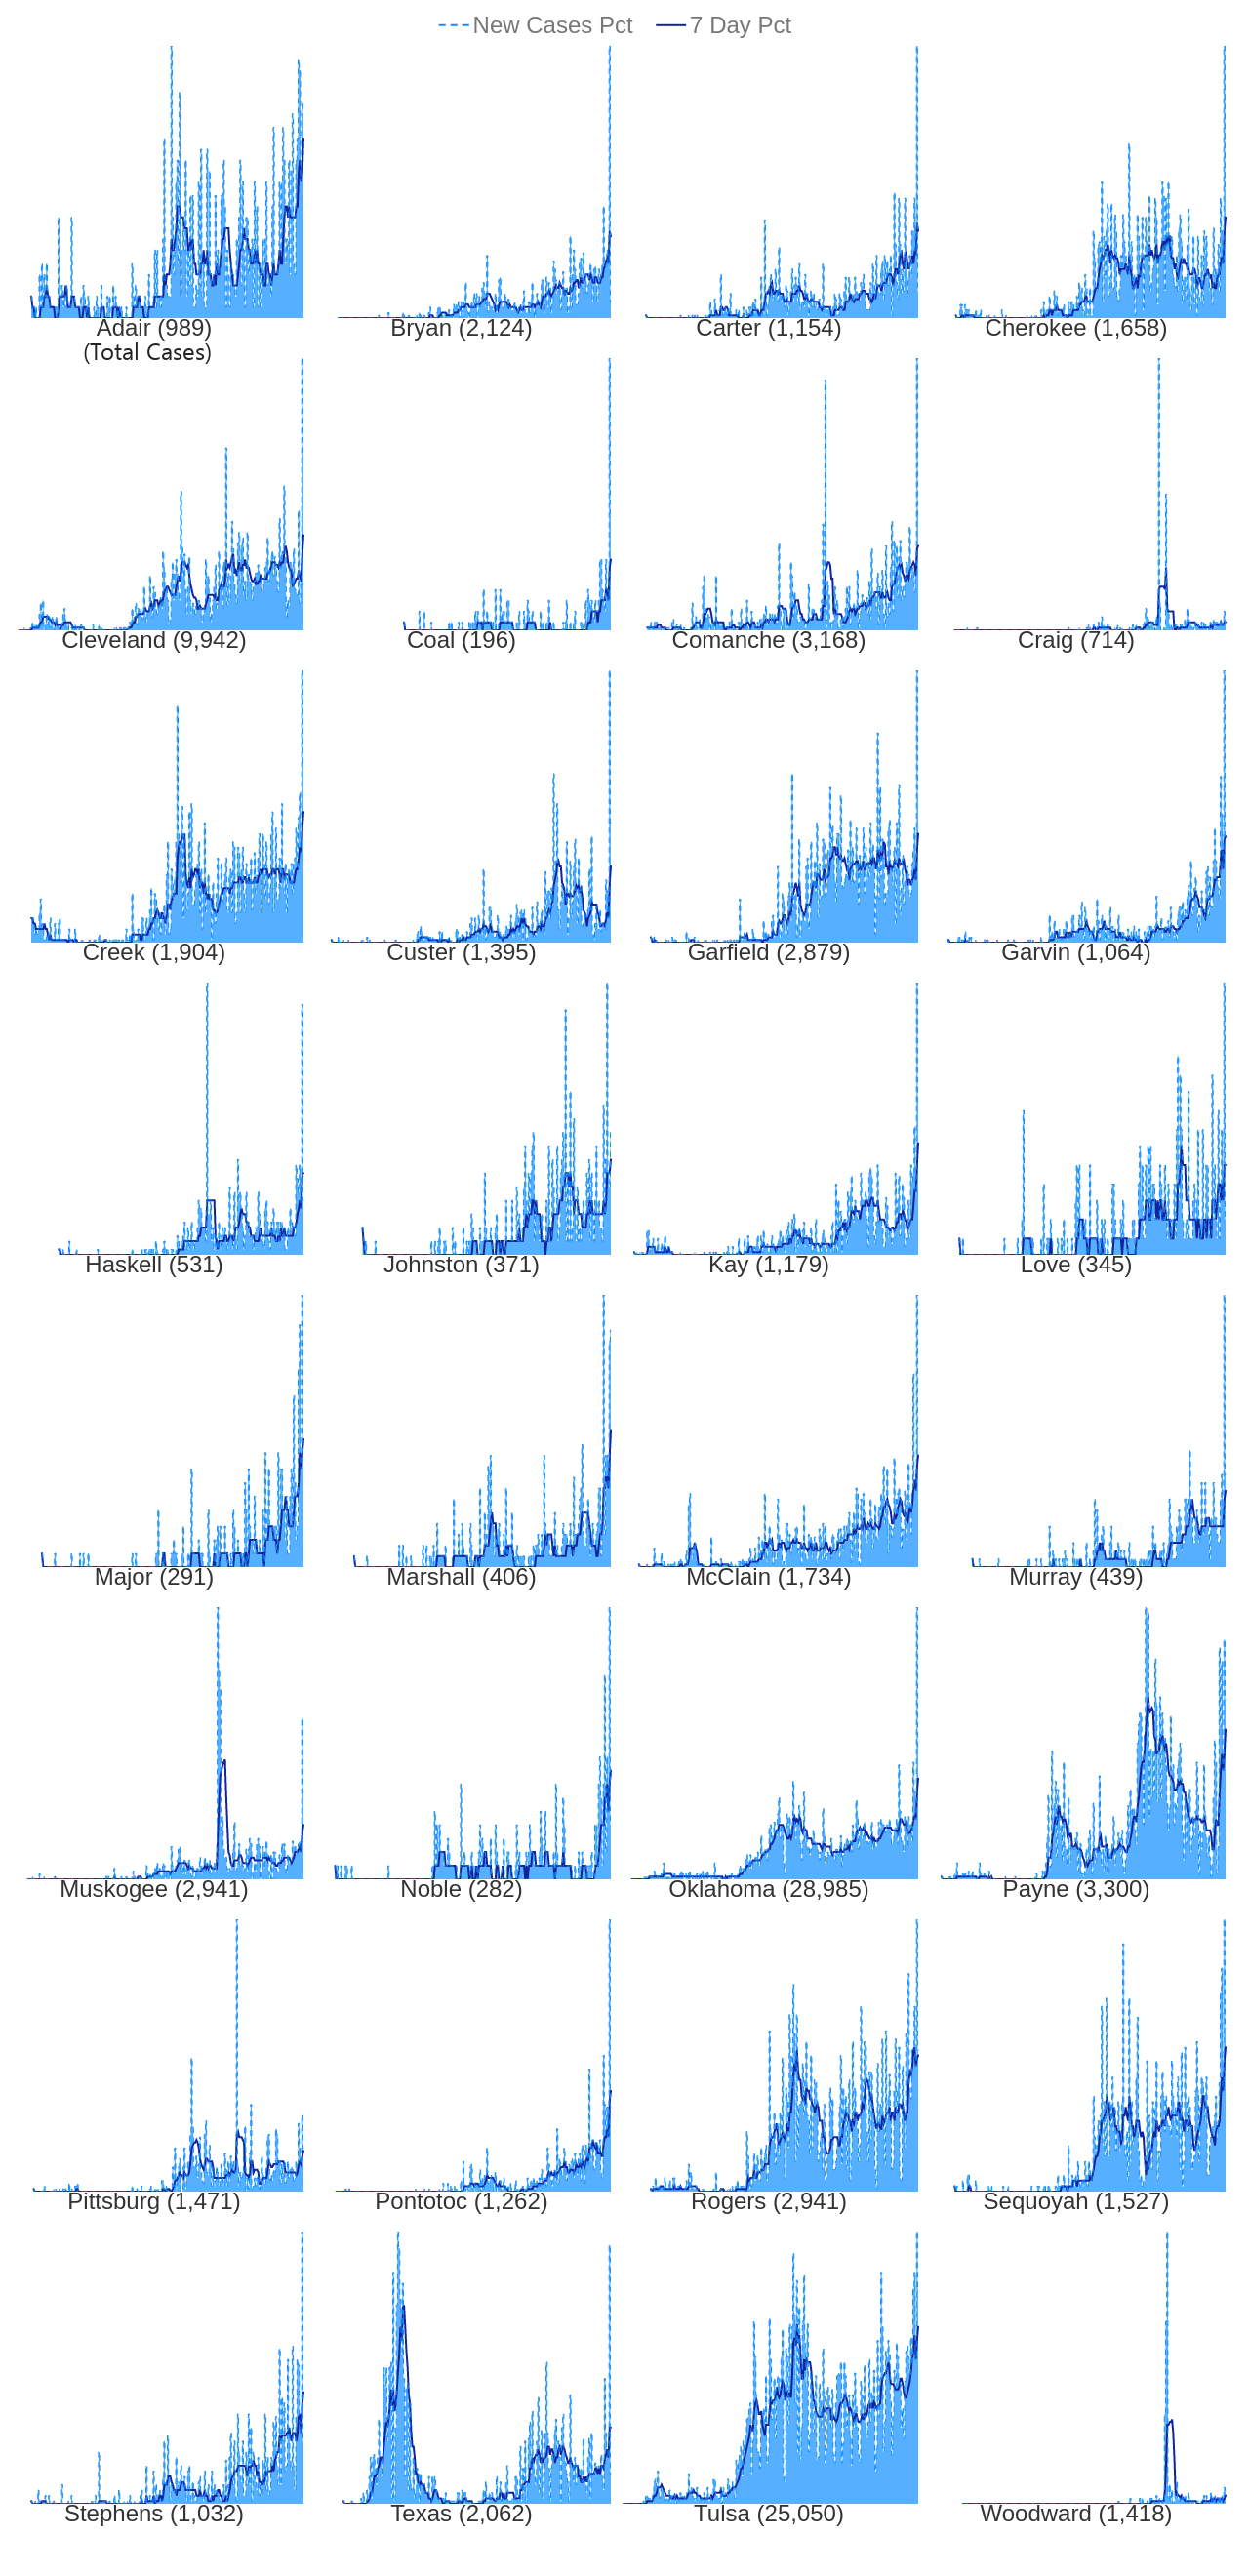 New Cases Pct 7 Day Pct
Adair (989) Bryan (2,124) Carter (1,154) Cherokee (1,658)
(Total Cases)
Cleveland (9,942) Coal (196) Comanche (3,168) Craig (714)
Creek (1,904) Custer (1,395) Garfield (2,879) Garvin (1,064)
Haskell (531) Johnston (371) Kay (1,179) Love (345)
Major (291) Marshall (406) McClain (1,734) Murray (439)
Muskogee (2,941) Noble (282) Oklahoma (28,985) Payne (3,300)
Pittsburg (1,471) Pontotoc (1,262) Rogers (2,941) Sequoyah (1,527)
Stephens (1,032) Texas (2,062) Tulsa (25,050) Woodward (1,418)